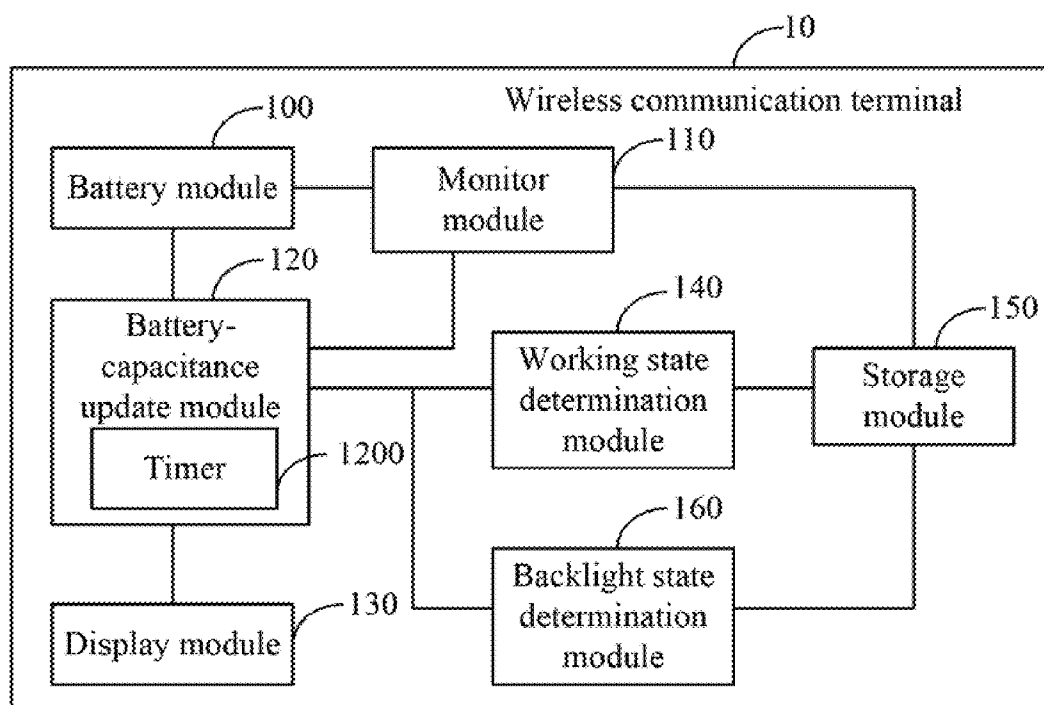 10
Wireless communication terminal
100
Battery module
110
Monitor
module
120
Battery-
capacitance
update module
Timer
1200
140
Working state
determination
module
150
Storage
module
160
Backlight state
determination
module
130
Display module